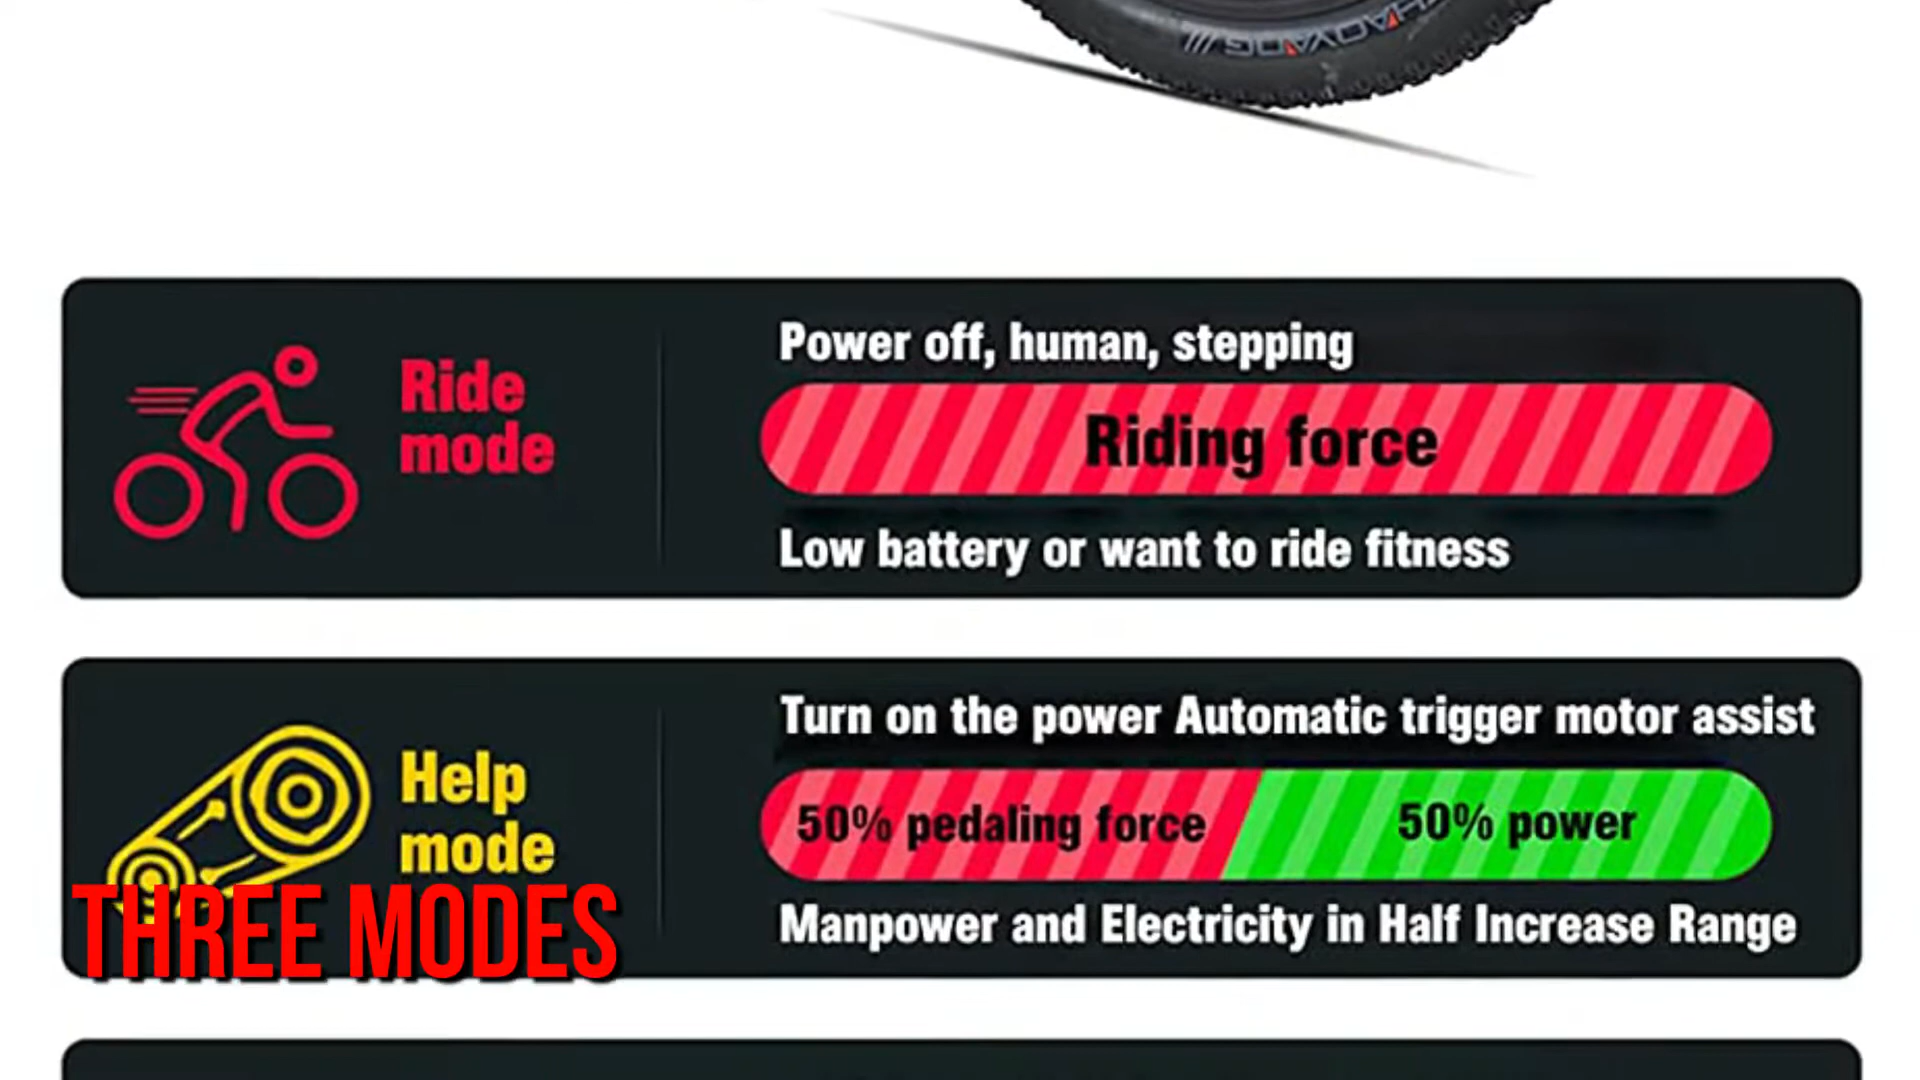 CHAOYANG
Ride
mode
Power off, human, stepping
Riding force
Low battery or want to ride fitness
Help
mode
Turn on the power Automatic trigger motor assist
50% pedaling force
50% power
Manpower and Electricity in Half Increase Range
THREE MODES